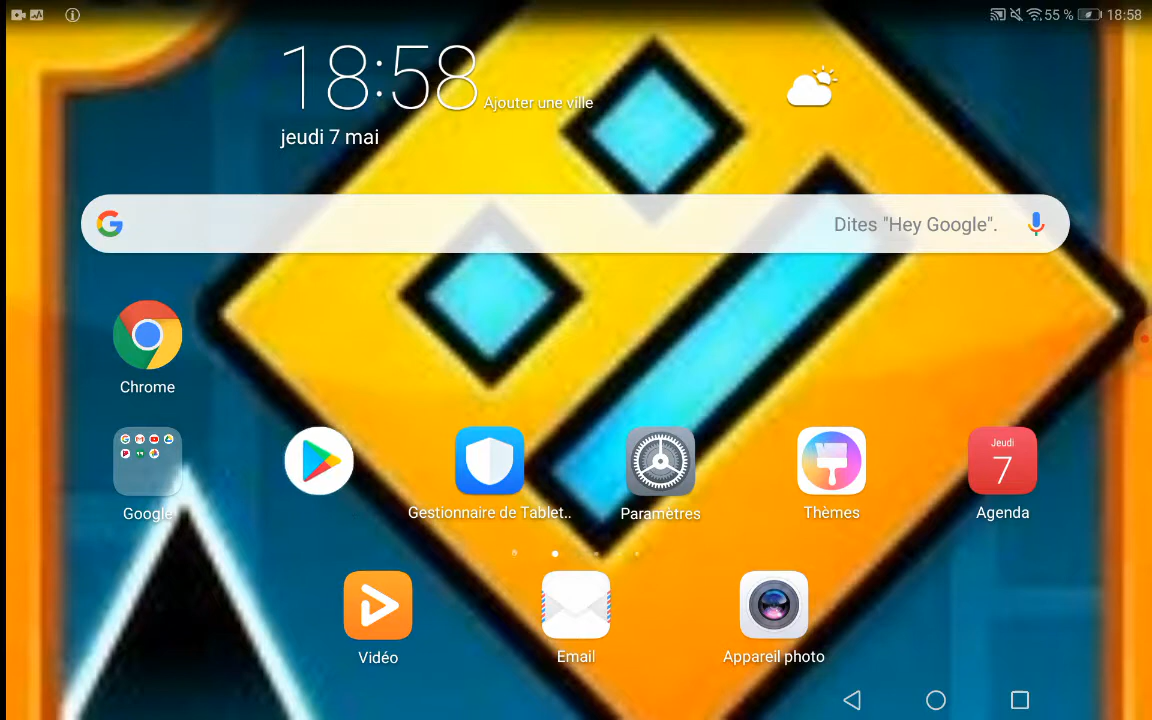 55 % 18:58
18:58 Ajouter une ville
jeudi 7 mai
Dites "Hey Google".
Chrome
Jeudi
7
Google
Gestionnaire de Tablet..
Paramètres
Thèmes
Agenda
Vidéo
Email
Appareil photo